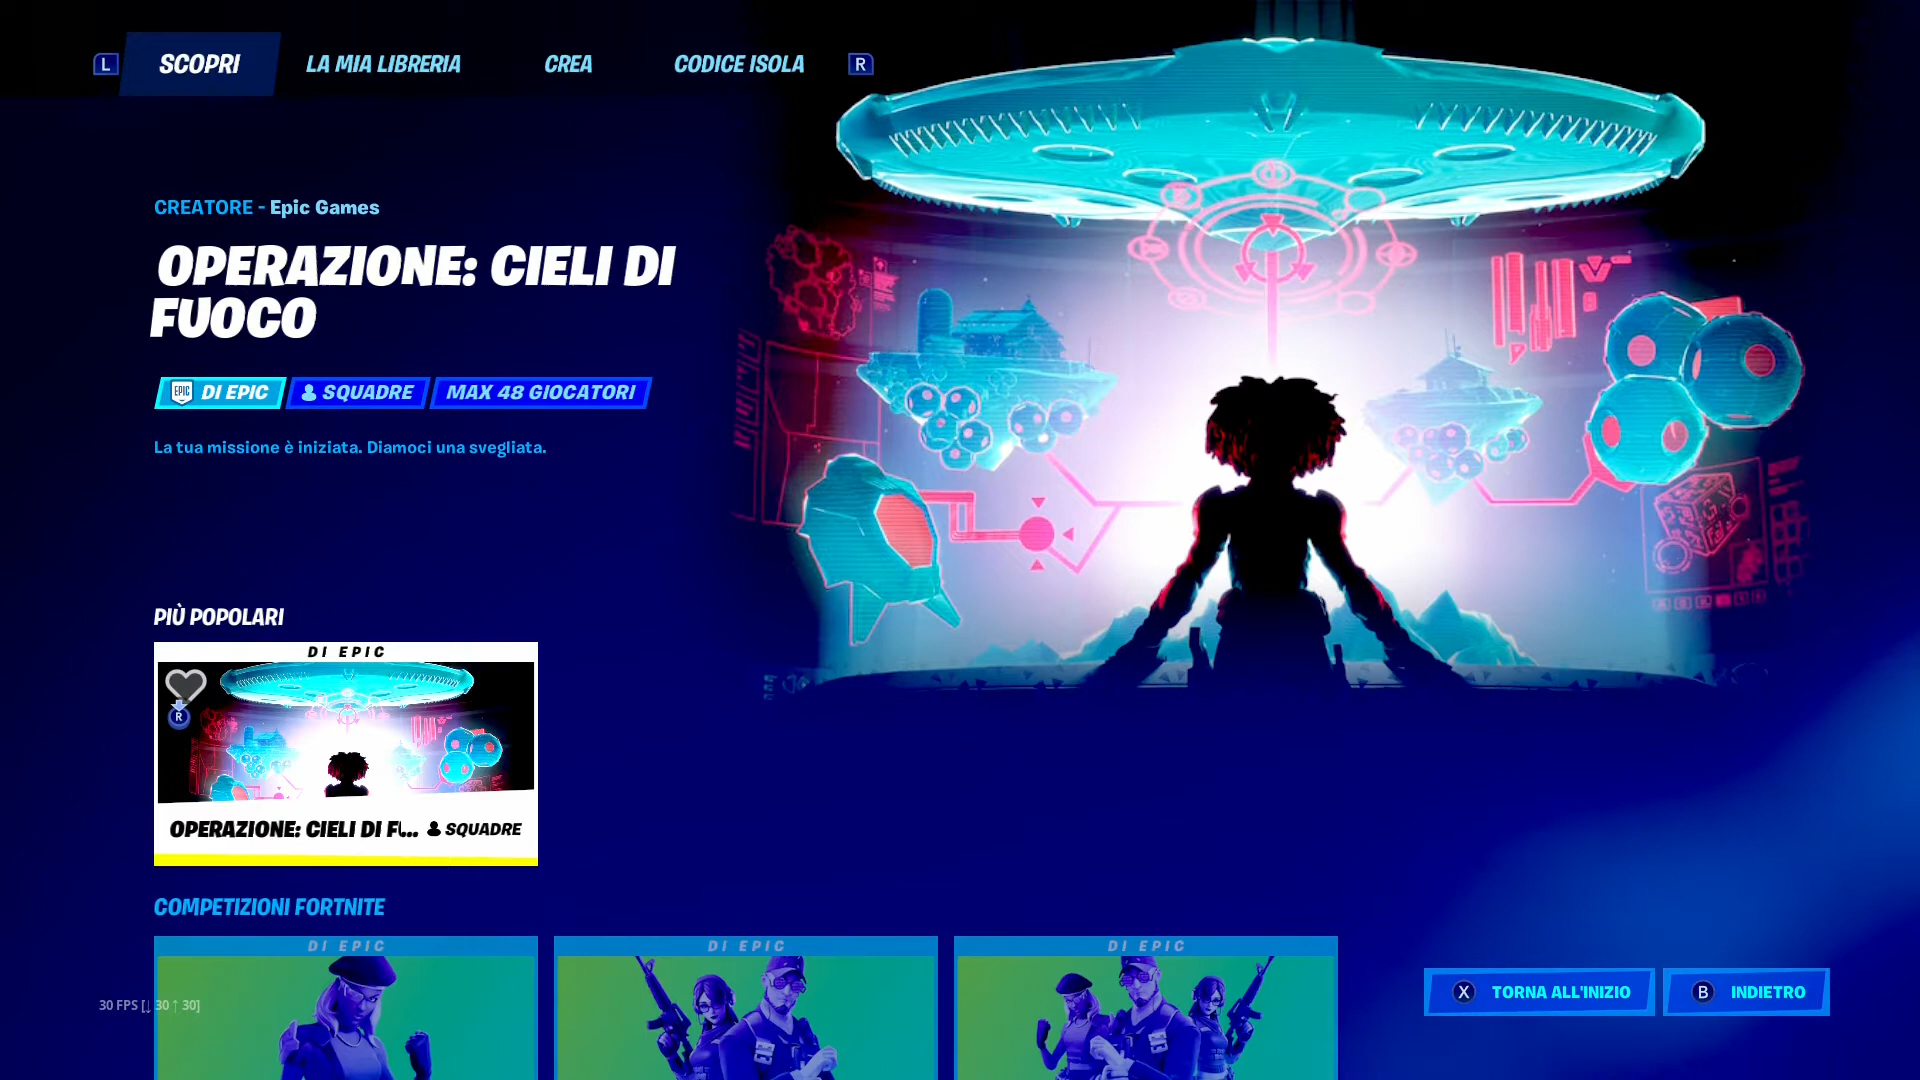 L
SCOPRI
LA MIA LIBRERIA
CREA
CODICE ISOLA
R
CREATORE - Epic Games
OPERAZIONE: CIELI DI
FUOCO
EPIC
DI EPIC
SQUADRE
MAX 48 GIOCATORI
La tua missione è iniziata. Diamoci una svegliata.
PIÙ POPOLARI
DI EPIC
R
OPERAZIONE: CIELI DI FU...
SQUADRE
COMPETIZIONI FORTNITE
DI EPIC
DI EPIC
DI EPIC
30 FPS [↓ 30 ↑ 30]
X TORNA ALL'INIZIO
B INDIETRO